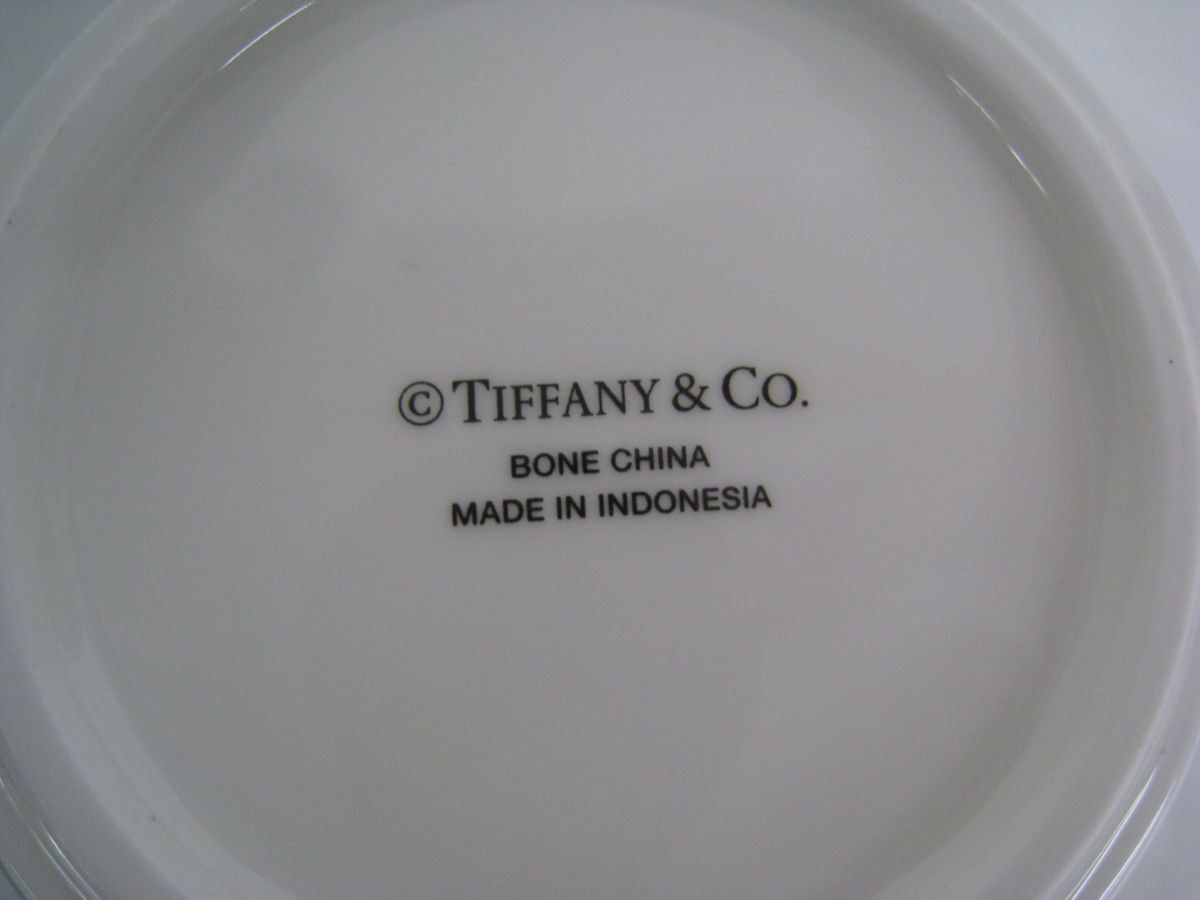 © TIFFANY & CO.
BONE CHINA
MADE IN INDONESIA